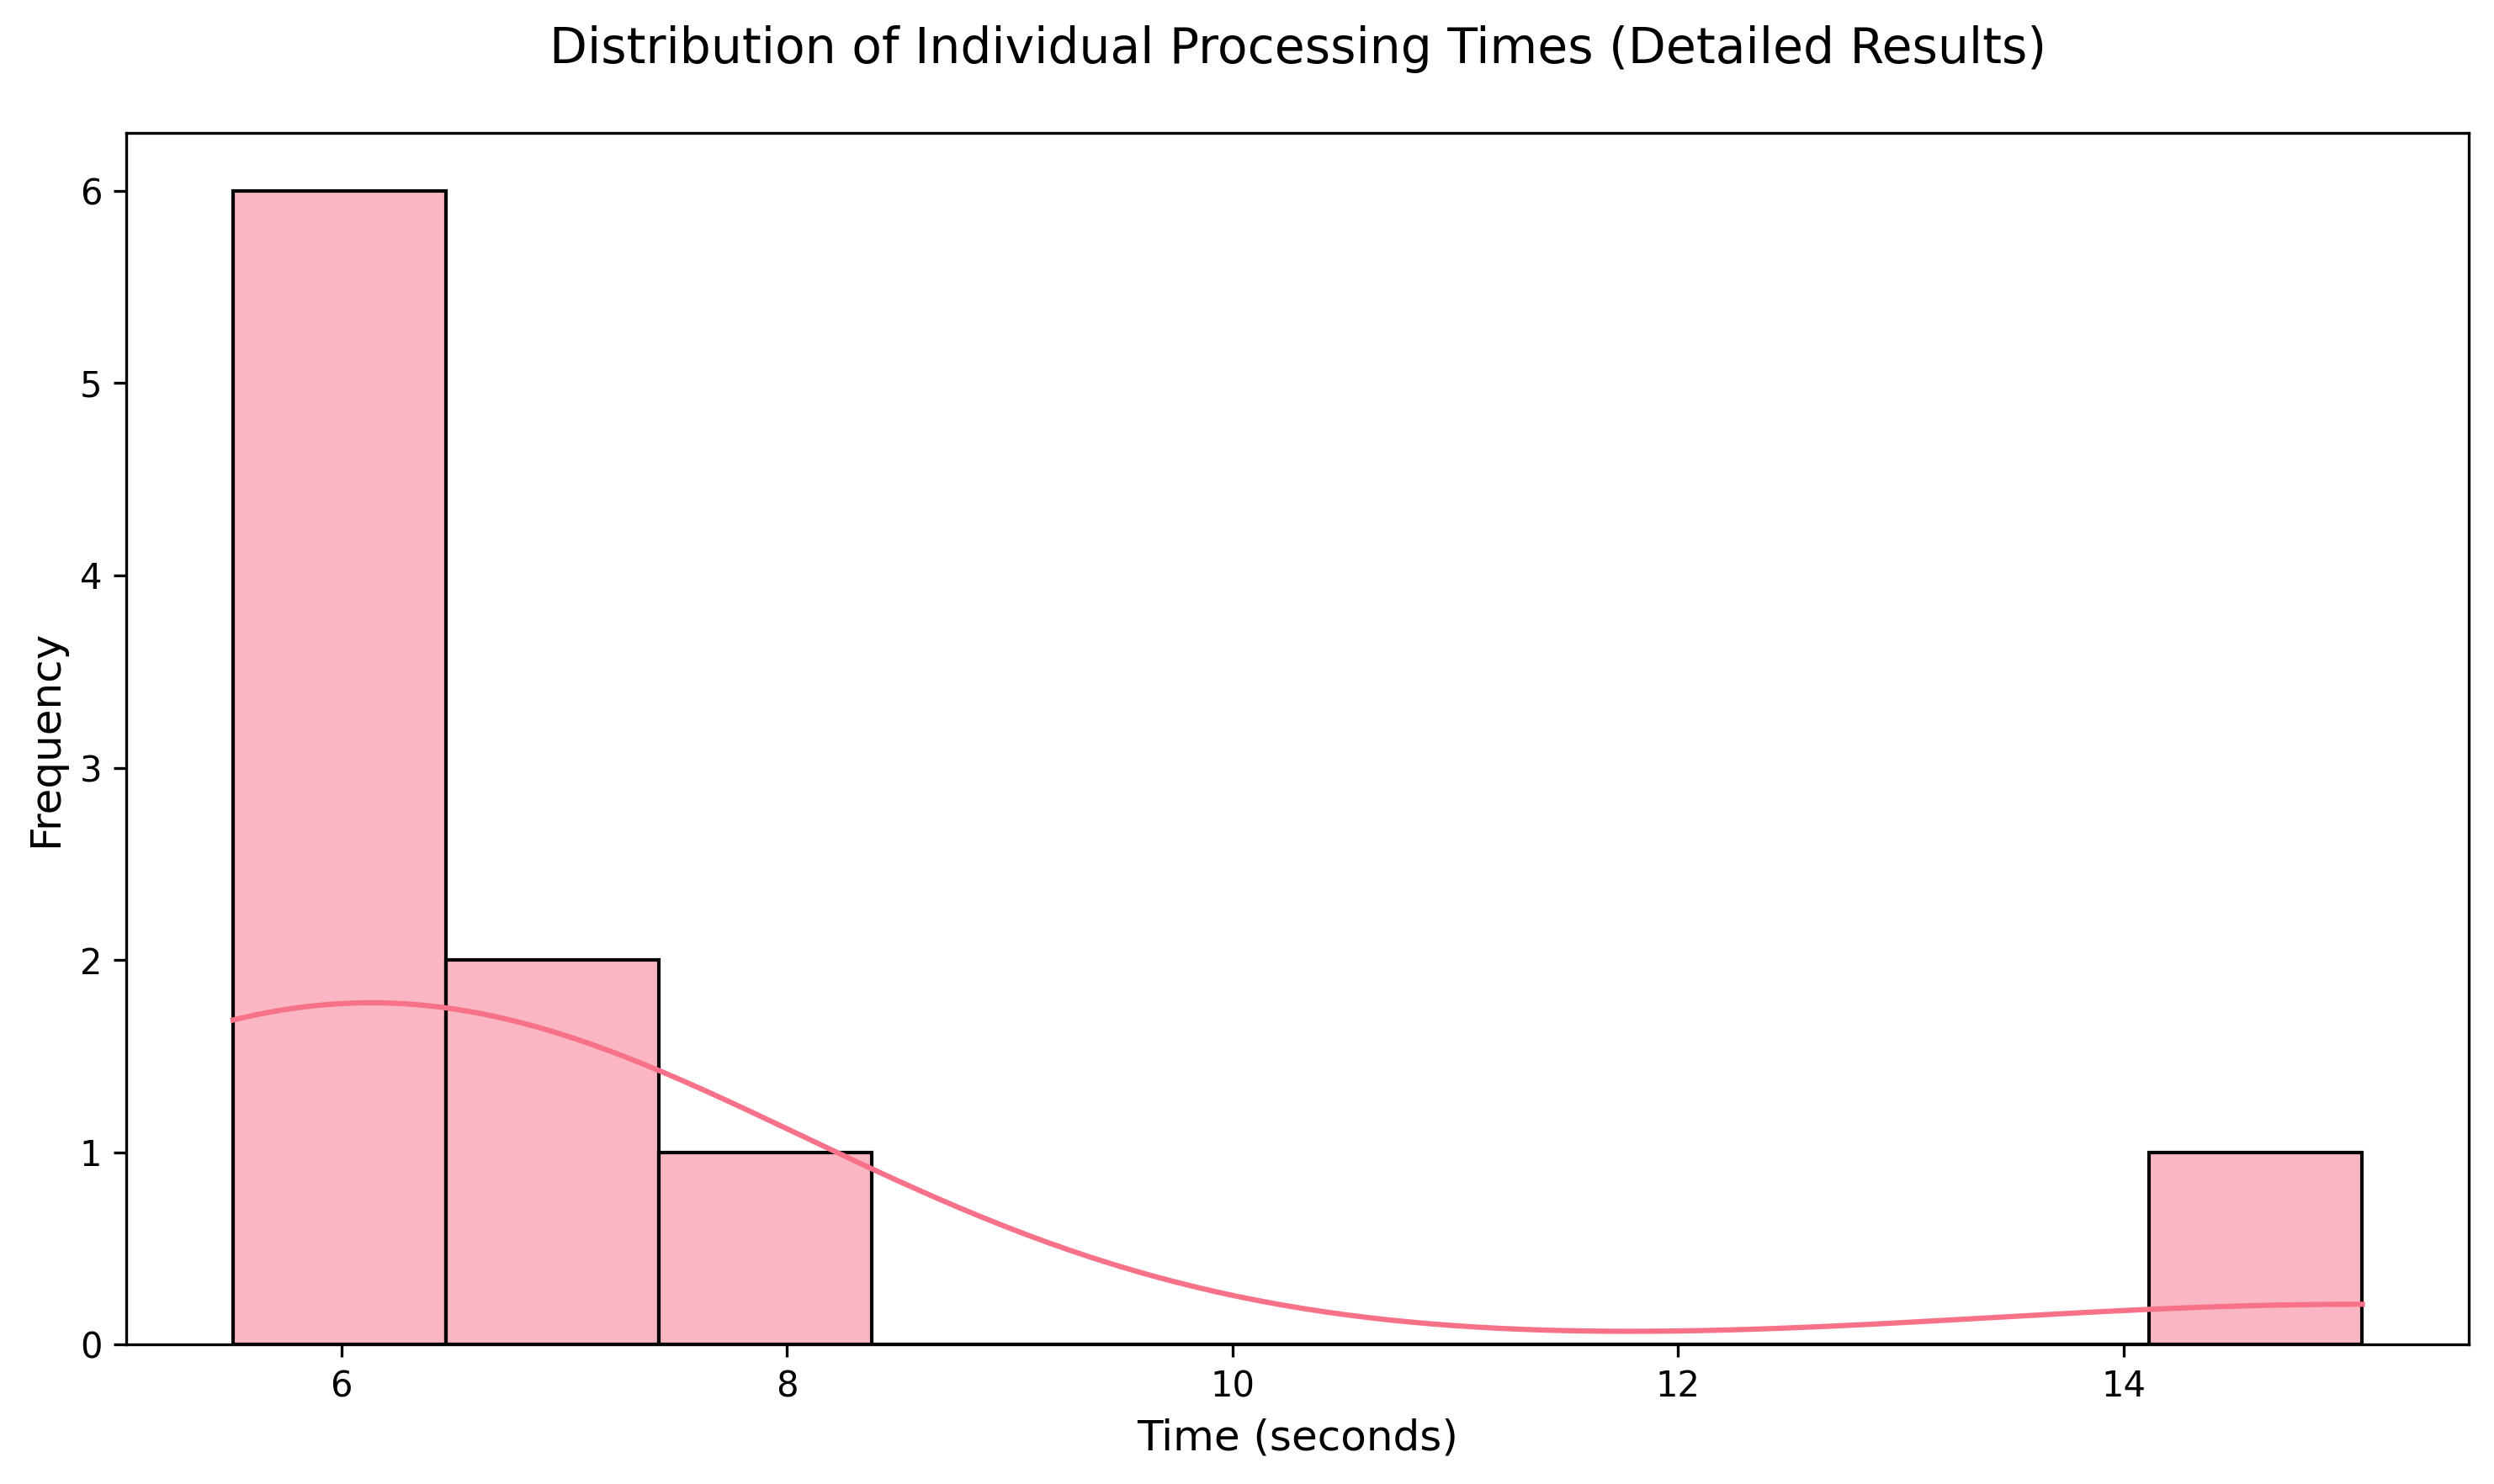 Distribution of Individual Processing Times (Detailed Results)
6
5
4
3
2
1
0
Frequency
6 8 10 12 14
Time (seconds)